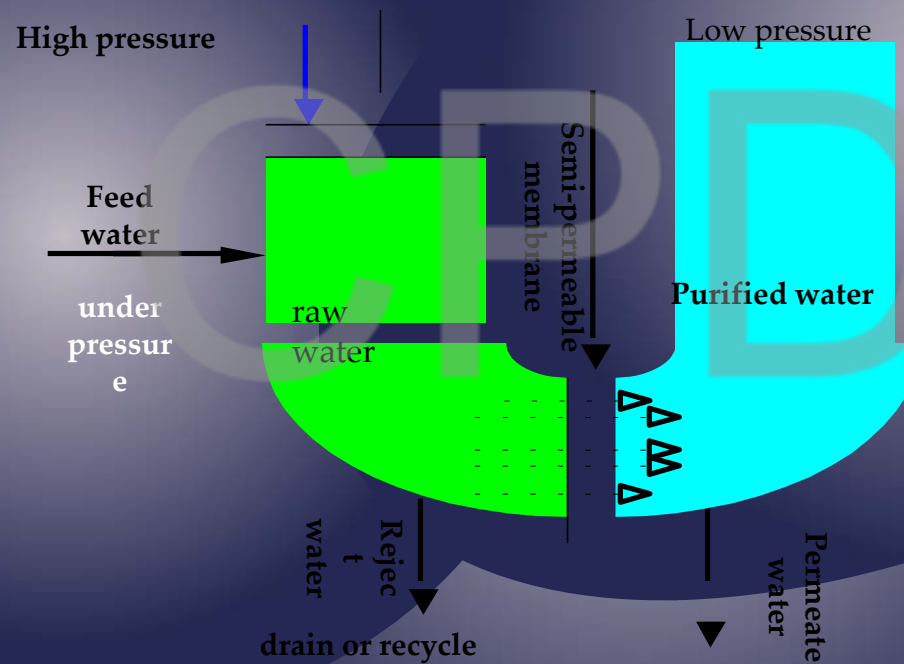 High pressure
Low pressure
Feed
water
under
pressur
e
raw
water
Semi-permeable
membrane
Purified water
Rejec
t
water
drain or recycle
Permeate
water
CPD